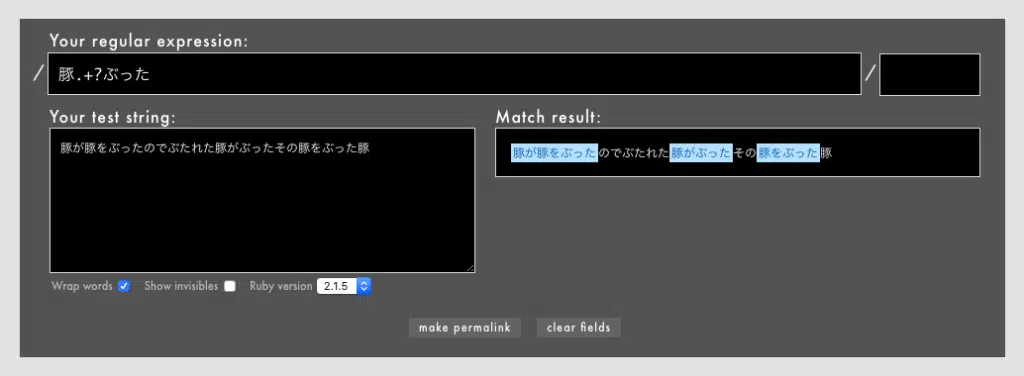 Your regular expression:
/ 豚.+?ぶった /
Your test string:
Match result:
豚が豚をぶったのでぶたれた豚がぶったその豚をぶった豚
豚が豚をぶったのでぶたれた豚がぶったその豚をぶった豚
Wrap words Show invisibles Ruby version 2.1.5
make permalink clear fields